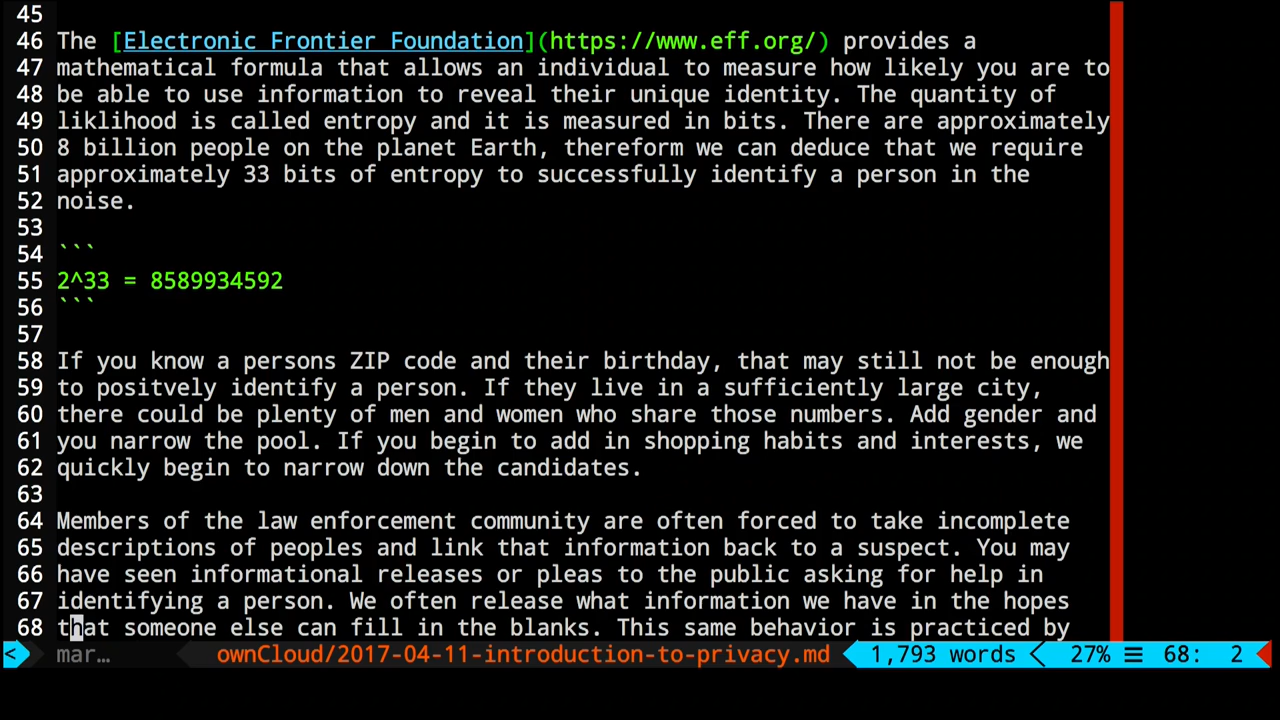 45
46 The [Electronic Frontier Foundation](https://www.eff.org/) provides a
47 mathematical formula that allows an individual to measure how likely you are to
48 be able to use information to reveal their unique identity. The quantity of
49 liklihood is called entropy and it is measured in bits. There are approximately
50 8 billion people on the planet Earth, thereform we can deduce that we require
51 approximately 33 bits of entropy to successfully identify a person in the
52 noise.
53
54 ```
55 2^33 = 8589934592
56 ```
57
58 If you know a persons ZIP code and their birthday, that may still not be enough
59 to positvely identify a person. If they live in a sufficiently large city,
60 there could be plenty of men and women who share those numbers. Add gender and
61 you narrow the pool. If you begin to add in shopping habits and interests, we
62 quickly begin to narrow down the candidates.
63
64 Members of the law enforcement community are often forced to take incomplete
65 descriptions of peoples and link that information back to a suspect. You may
66 have seen informational releases or pleas to the public asking for help in
67 identifying a person. We often release what information we have in the hopes
68 that someone else can fill in the blanks. This same behavior is practiced by
< mar… ownCloud/2017-04-11-introduction-to-privacy.md 1,793 words 27% ☰ 68: 2